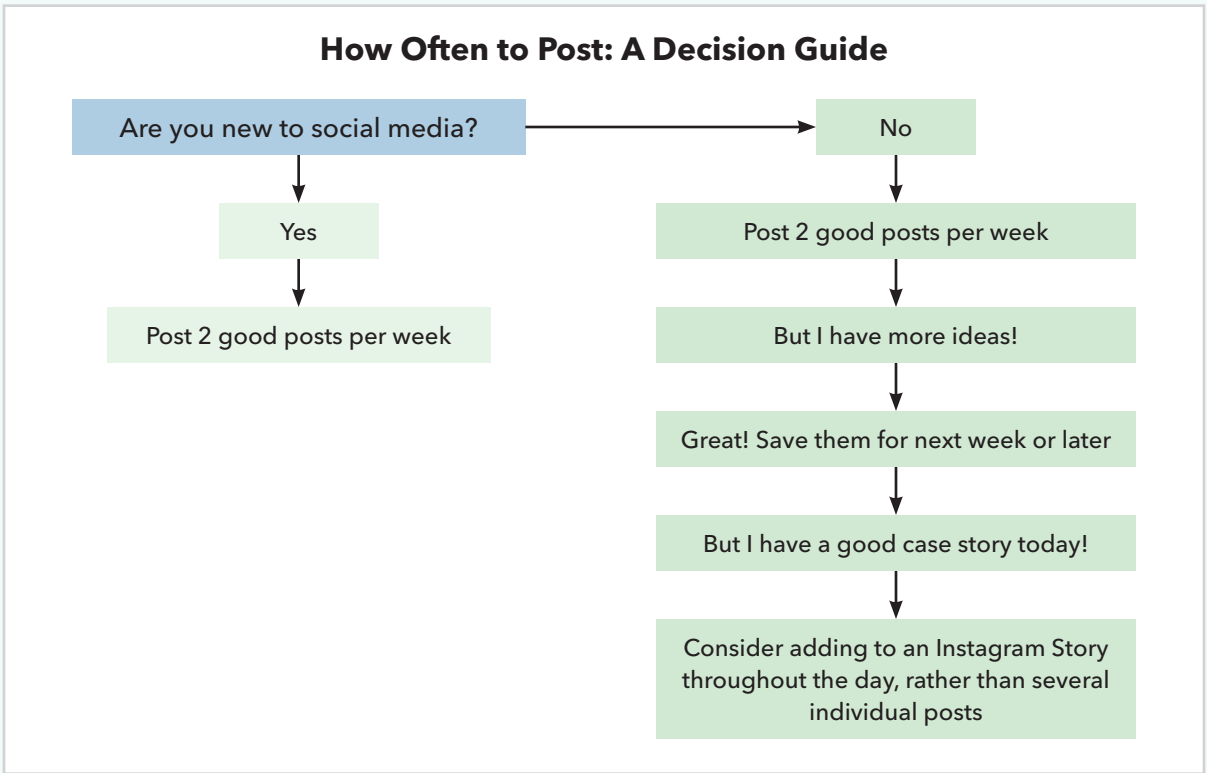 How Often to Post: A Decision Guide
Are you new to social media?
No
Yes
Post 2 good posts per week
Post 2 good posts per week
But I have more ideas!
Great! Save them for next week or later
But I have a good case story today!
Consider adding to an Instagram Story
throughout the day, rather than several
individual posts